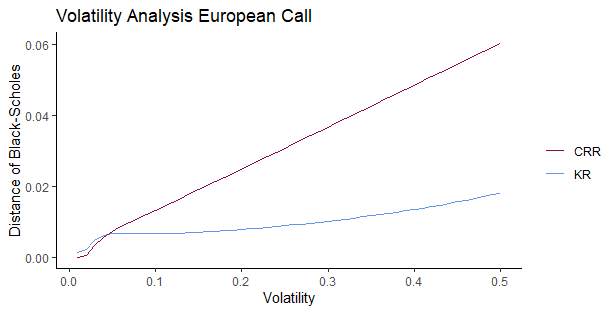 Volatility Analysis European Call
Distance of Black-Scholes
0.06
0.04
0.02
0.00
0.0 0.1 0.2 0.3 0.4 0.5
Volatility
CRR
KR